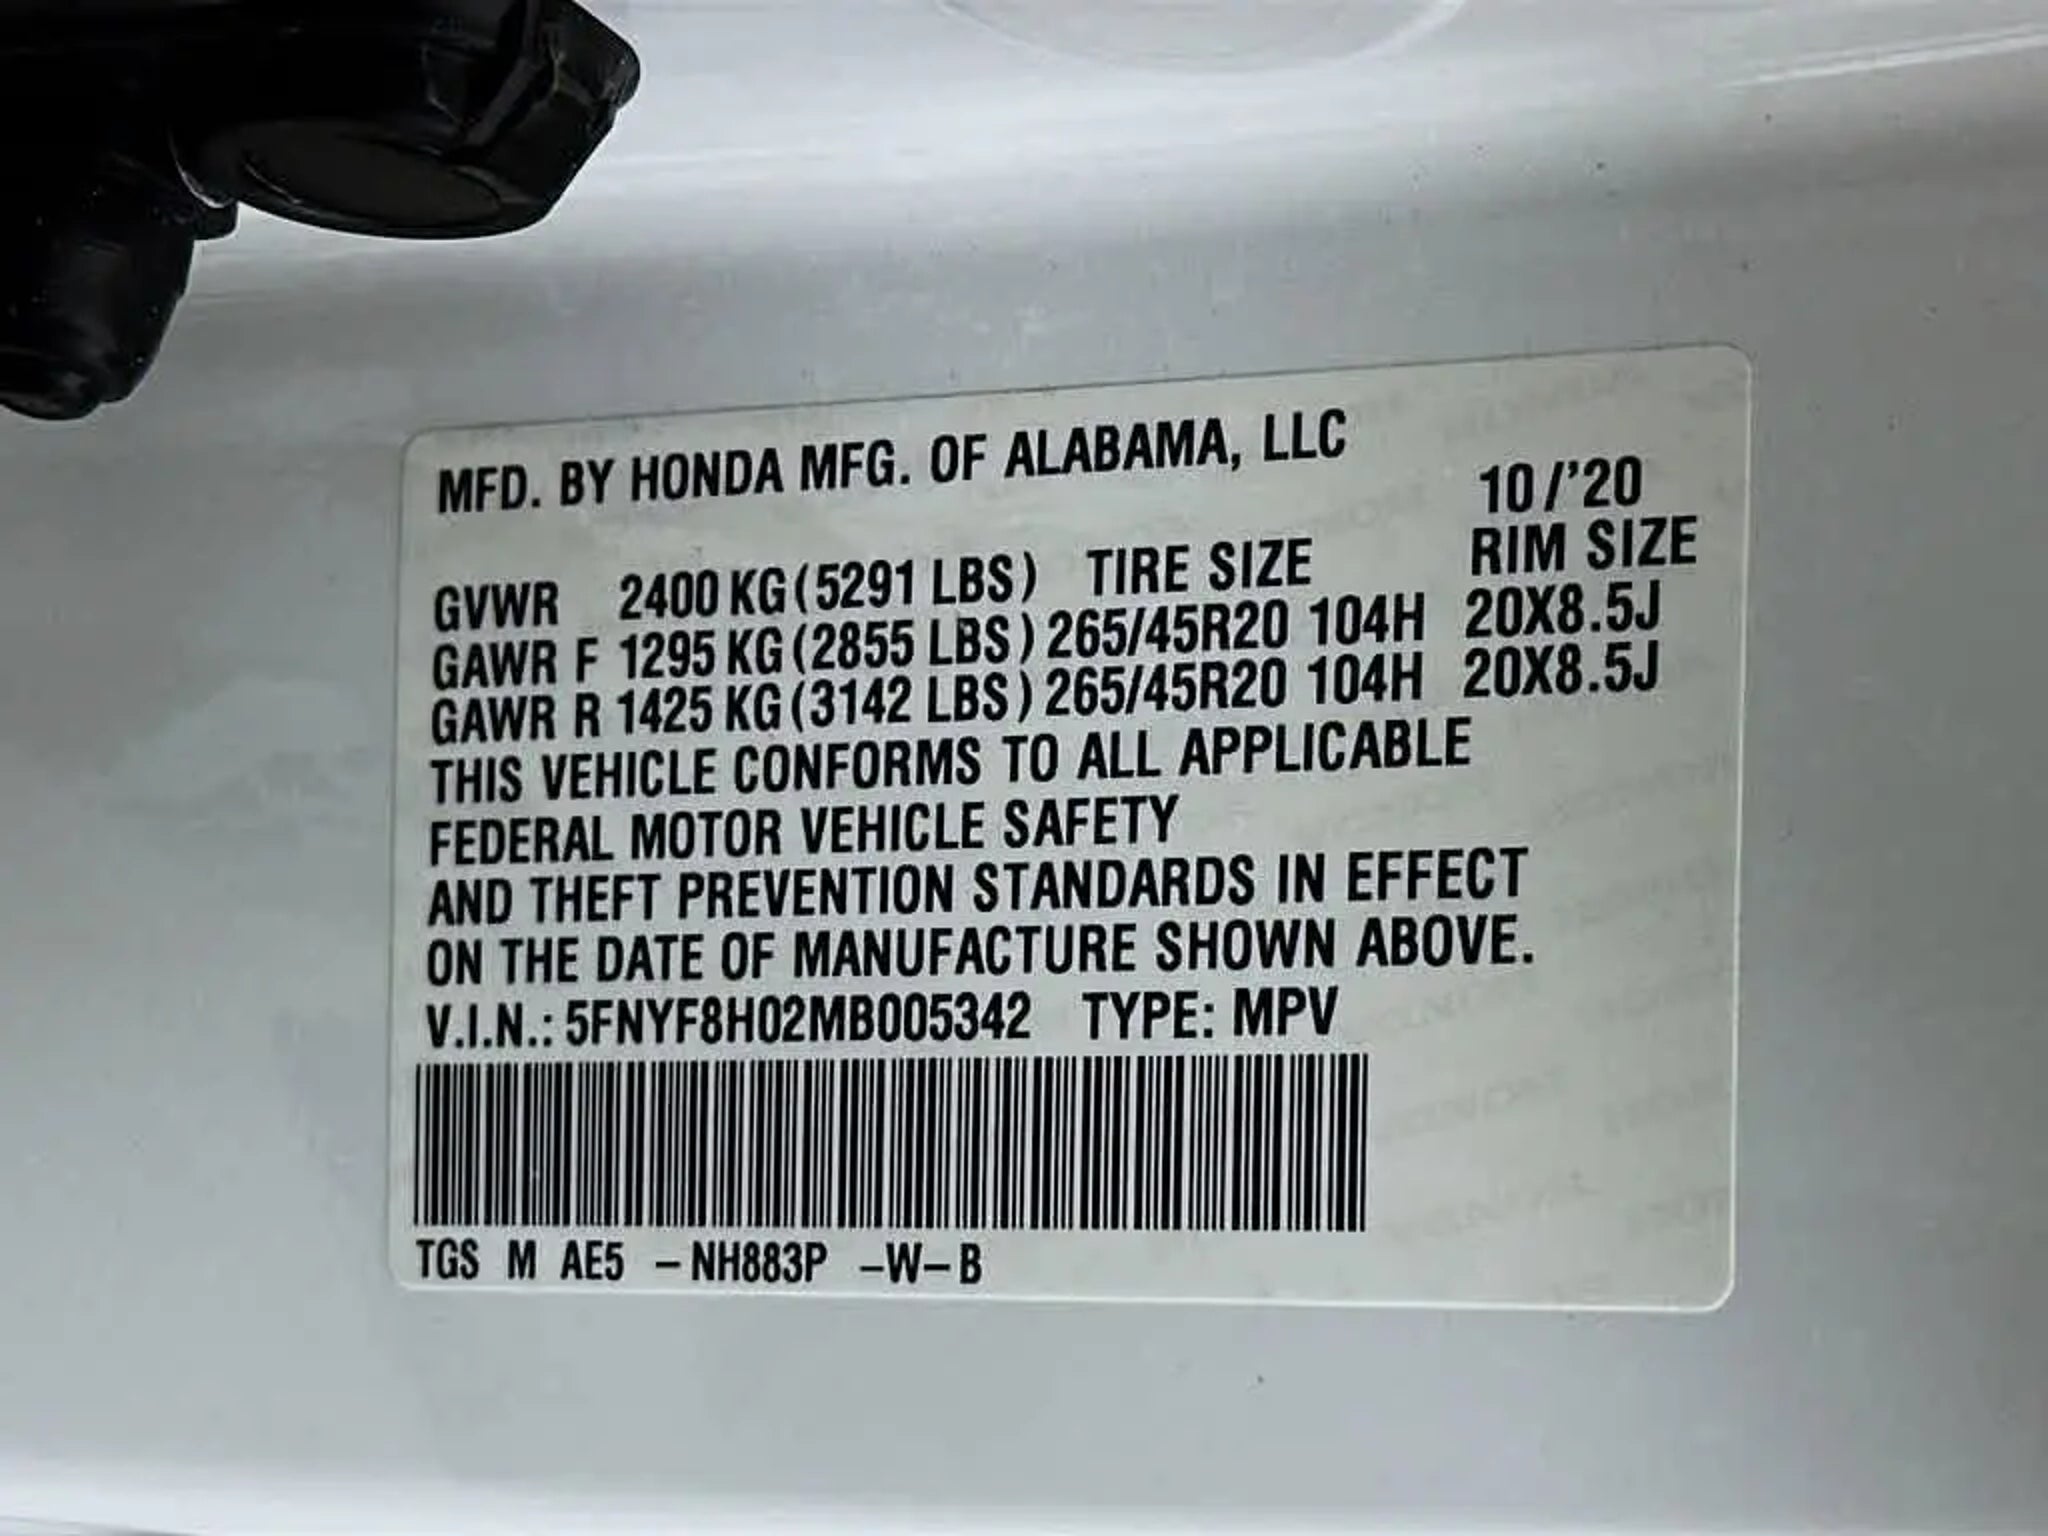 MFD. BY HONDA MFG. OF ALABAMA, LLC
10/'20
GVWR 2400 KG (5291 LBS) TIRE SIZE RIM SIZE
GAWR F 1295 KG (2855 LBS) 265/45R20 104H 20X8.5J
GAWR R 1425 KG (3142 LBS) 265/45R20 104H 20X8.5J
THIS VEHICLE CONFORMS TO ALL APPLICABLE
FEDERAL MOTOR VEHICLE SAFETY
AND THEFT PREVENTION STANDARDS IN EFFECT
ON THE DATE OF MANUFACTURE SHOWN ABOVE.
V.I.N.: 5FNYF8H02MB005342 TYPE: MPV
TGS M AE5 –NH883P –W–B